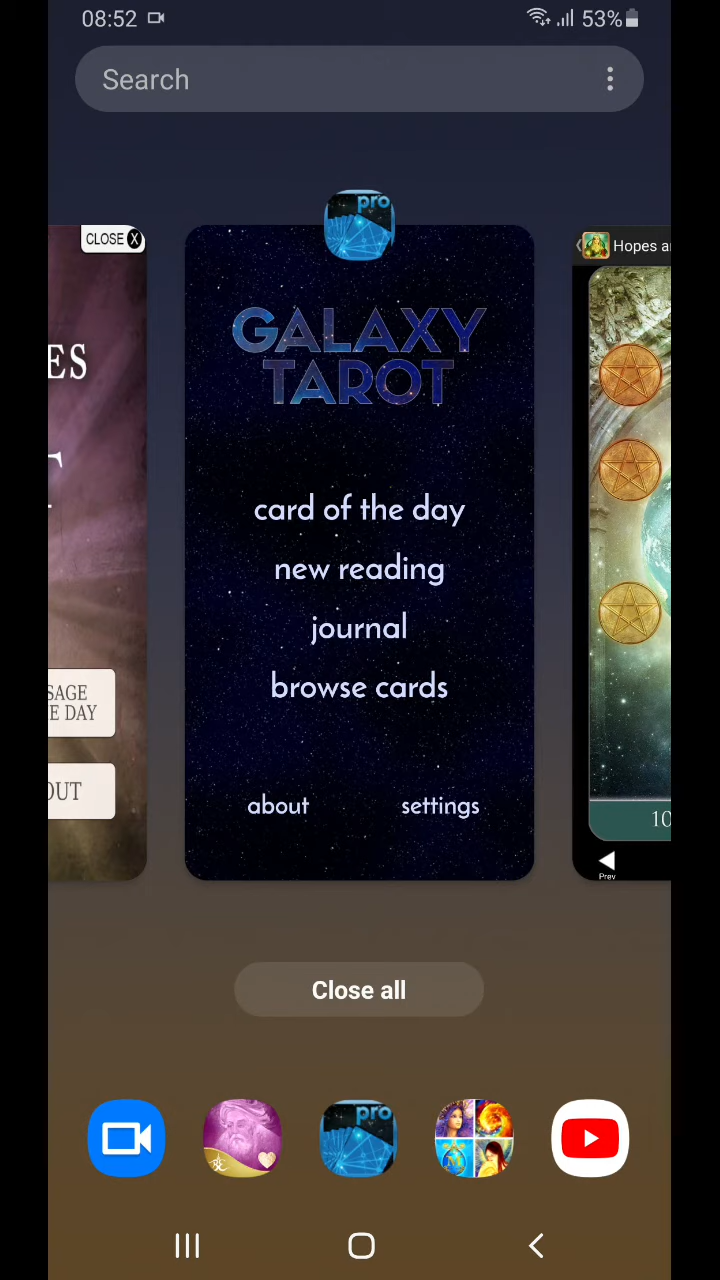 08:52
53%
Search
pro
CLOSE X
ES
T
SAGE
E DAY
OUT
GALAXY
TAROT
card of the day
new reading
journal
browse cards
about
settings
Hopes a
10
Prev
Close all
pro
M